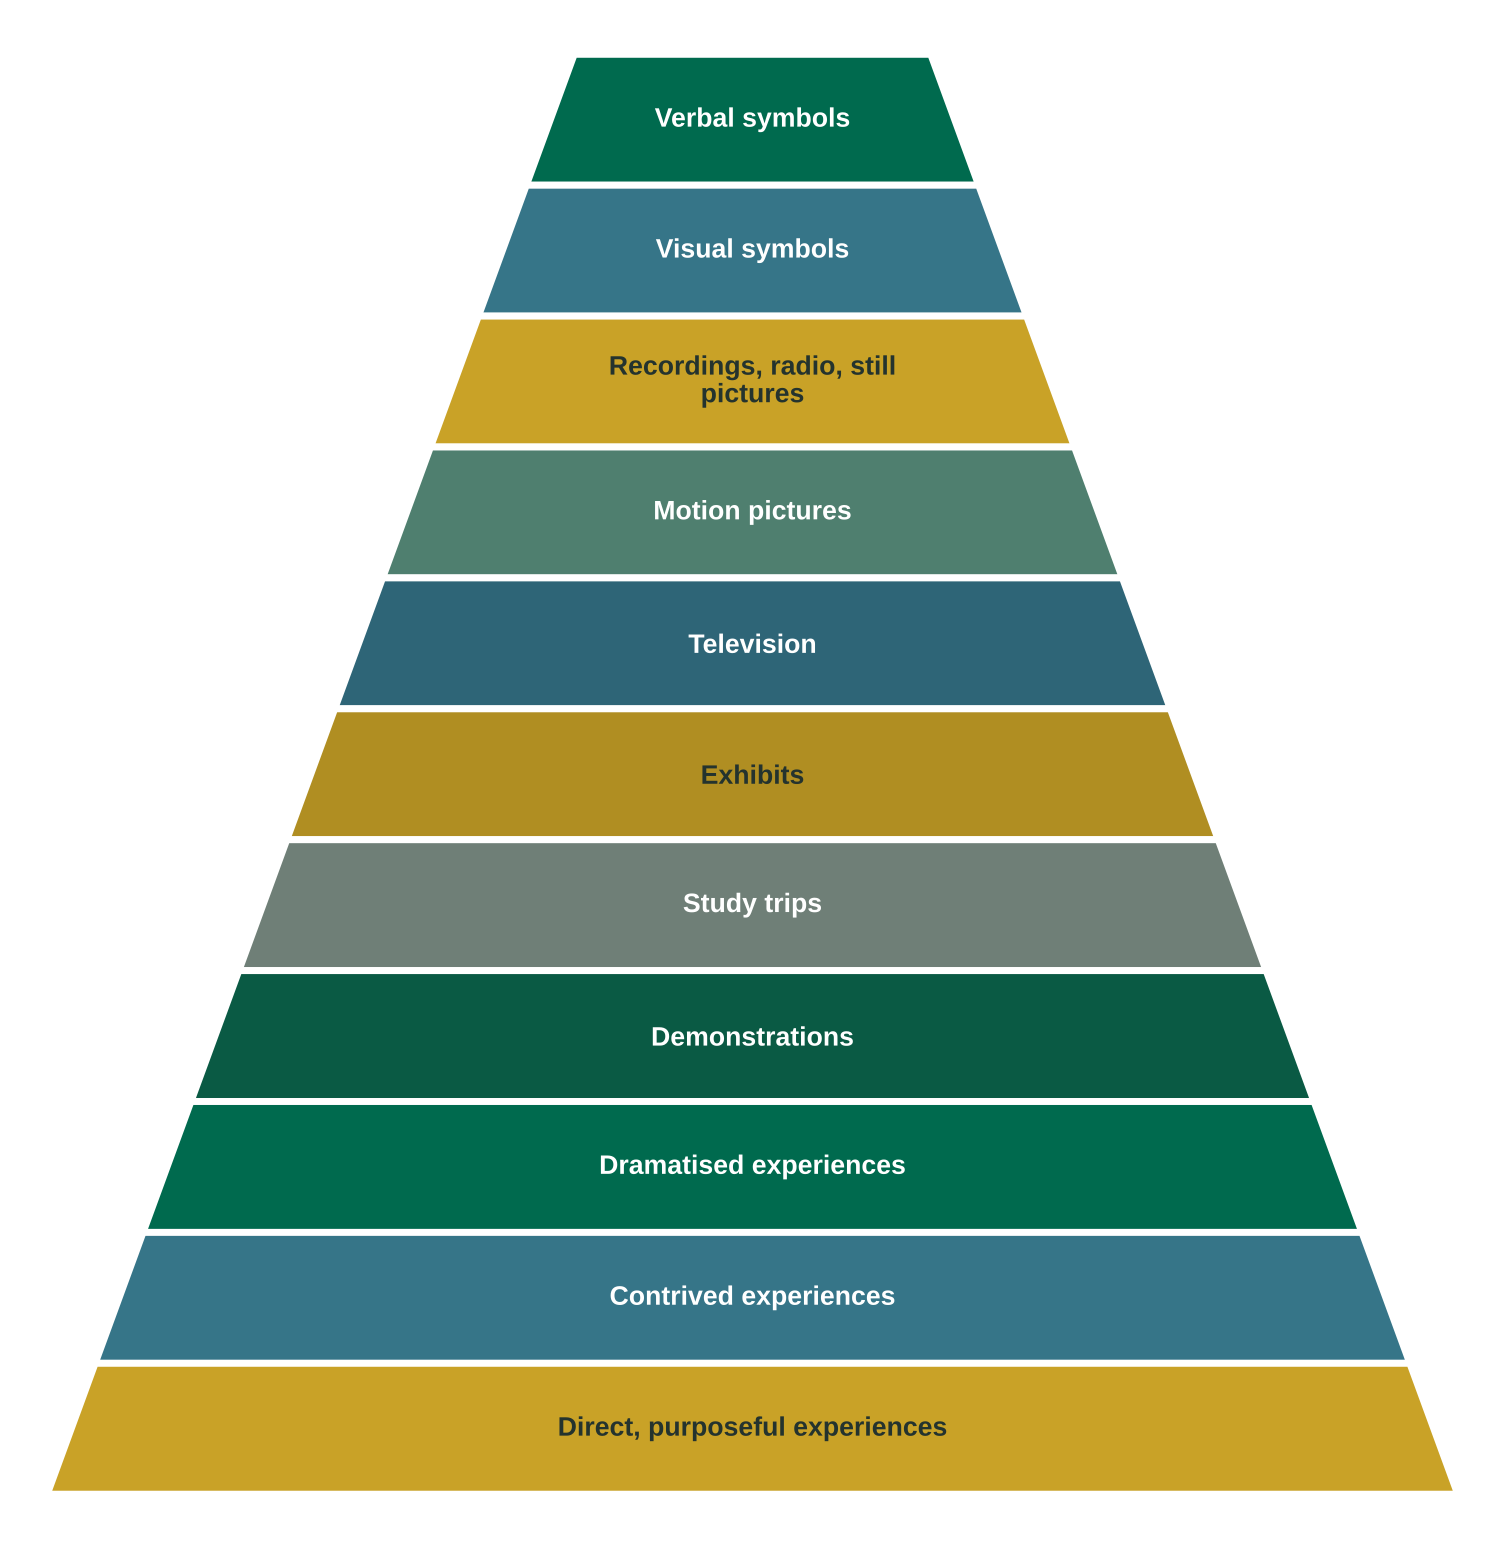 Verbal symbols
Visual symbols
Recordings, radio, still
pictures
Motion pictures
Television
Exhibits
Study trips
Demonstrations
Dramatised experiences
Contrived experiences
Direct, purposeful experiences